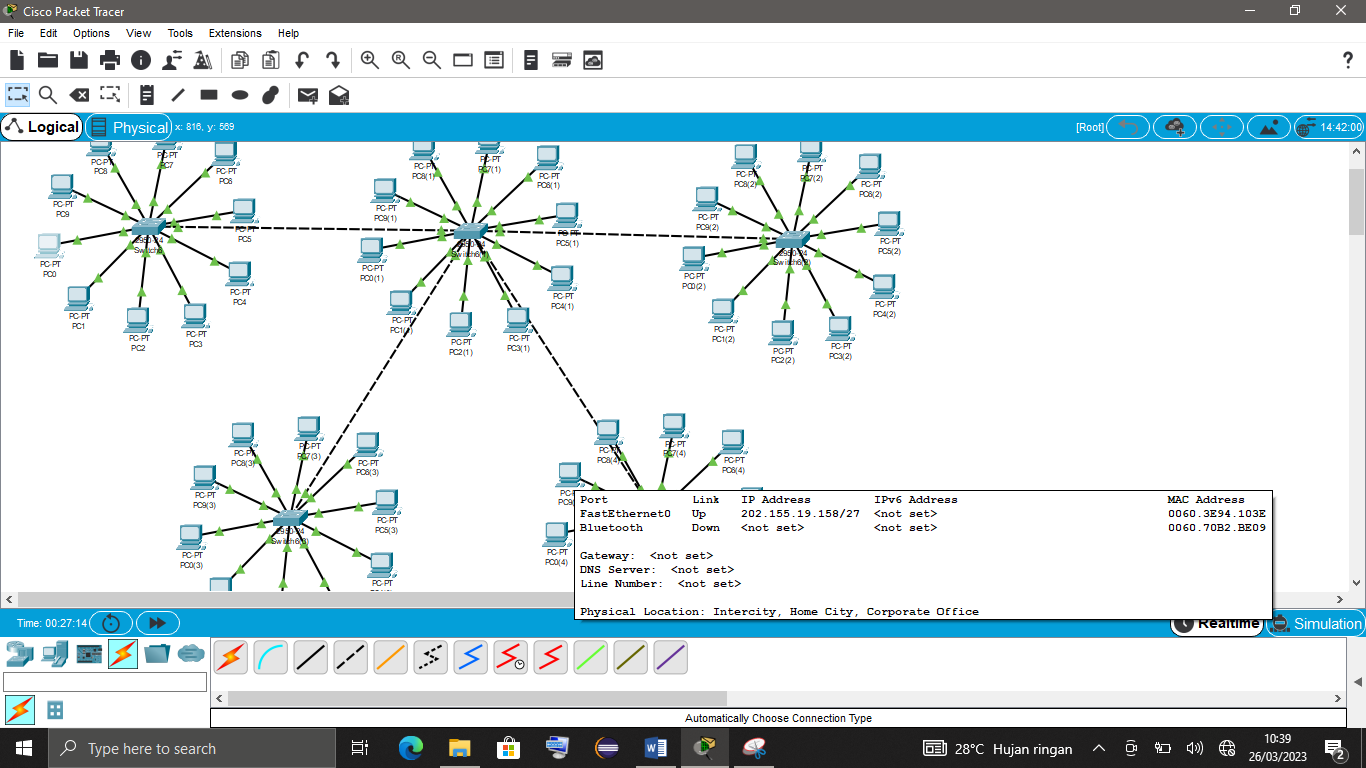 Cisco Packet Tracer
File Edit Options View Tools Extensions Help
Logical Physical x: 816, y: 569 [Root] 14:42:00
PC-PT
PC8
PC7
PC-PT
PC6
PC9
PC-PT
PC5
PC-PT
PC0
2950-24
PC-PT
PC4
PC-PT
PC1
PC-PT
PC2
PC-PT
PC3
PC-PT
PC8(1)
PC-PT
PC7(1)
PC-PT
PC6(1)
PC-PT
PC9(1)
PC-PT
PC5(1)
PC-PT
PC0(1)
2950-24
PC-PT
PC4(1)
PC-PT
PC-PT
PC2(1)
PC-PT
PC3(1)
PC-PT
PC8(2)
PC-PT
PC-PT
PC6(2)
PC-PT
PC9(2)
PC-PT
PC5(2)
PC-PT
PC0(2)
2950-24
PC-PT
PC4(2)
PC-PT
PC1(2)
PC-PT
PC2(2)
PC-PT
PC3(2)
PC-PT
PC8(3)
PC-PT
PC7(3)
PC-PT
PC6(3)
PC-PT
PC9(3)
PC-PT
PC5(3)
PC-PT
PC0(3)
2950-24
PC-PT
PC-PT
PC8(4)
PC-PT
PC7(4)
PC-PT
PC6(4)
PC-PT
PC0(4)
Port Link IP Address IPv6 Address MAC Address
FastEthernet0 Up 202.155.19.158/27 <not set> 0060.3E94.103E
Bluetooth Down <not set> <not set> 0060.70B2.BE09
Gateway: <not set>
DNS Server: <not set>
Line Number: <not set>
Physical Location: Intercity, Home City, Corporate Office
Time: 00:27:14 Realtime Simulation
Automatically Choose Connection Type
Type here to search
28°C Hujan ringan
10:39
26/03/2023
2